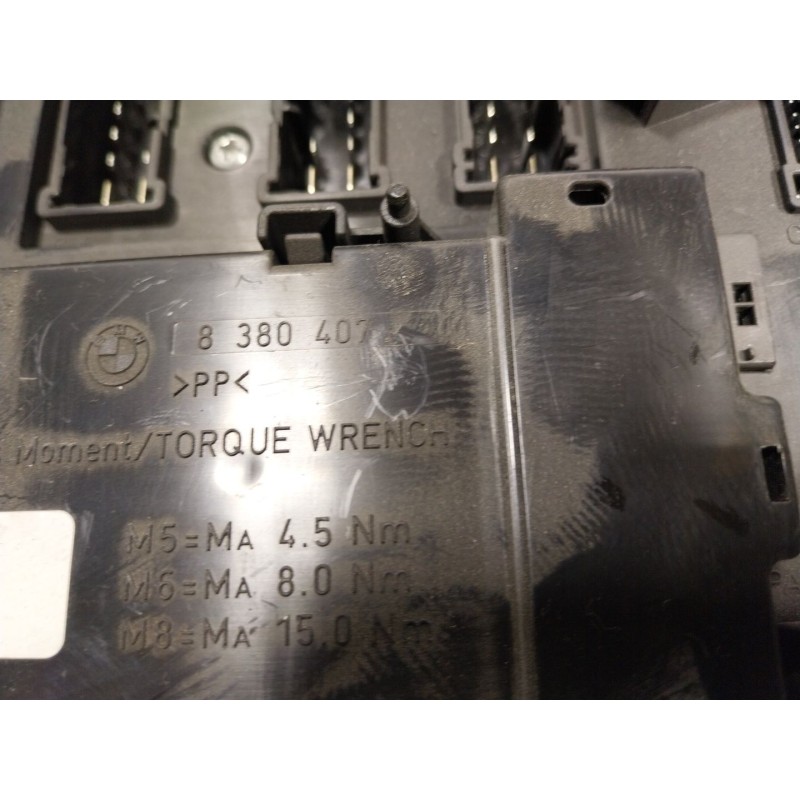 BMW
8 380 407
>PP<
Moment/TORQUE WRENCH
M5=MA 4.5 Nm
M6=MA 8.0 Nm
M8=MA 15.0 Nm